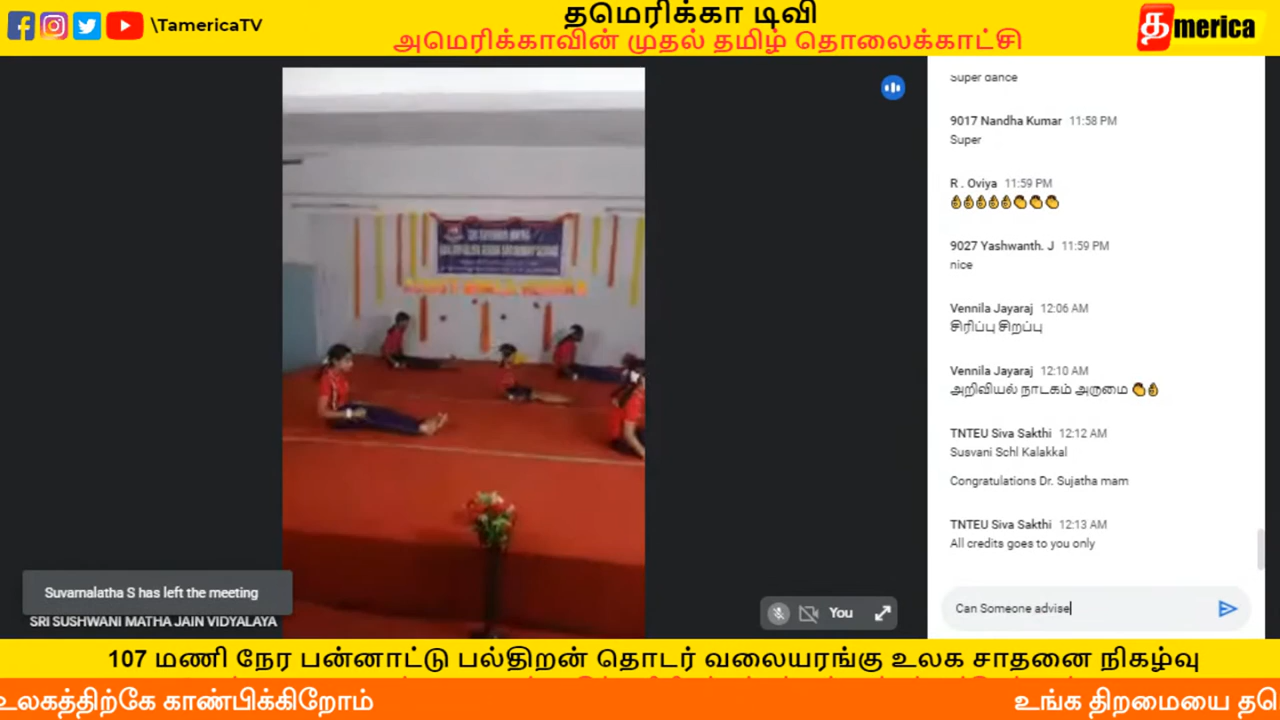 \TamericaTV
தமெரிக்கா டிவி
அமெரிக்காவின் முதல் தமிழ் தொலைக்காட்சி
தmerica
Super dance
9017 Nandha Kumar 11:58 PM
Super
R . Oviya 11:59 PM
👌👌👌👌👌👏👏👏
9027 Yashwanth. J 11:59 PM
nice
Vennila Jayaraj 12:06 AM
சிரிப்பு சிறப்பு
Vennila Jayaraj 12:10 AM
அறிவியல் நாடகம் அருமை 👏👌
TNTEU Siva Sakthi 12:12 AM
Susvani Schl Kalakkal
Congratulations Dr. Sujatha mam
TNTEU Siva Sakthi 12:13 AM
All credits goes to you only
Can Someone advise
Suvarnalatha S has left the meeting
SRI SUSHWANI MATHA JAIN VIDYALAYA
You
107 மணி நேர பன்னாட்டு பல்திறன் தொடர் வலையரங்கு உலக சாதனை நிகழ்வு
உலகத்திற்கே காண்பிக்கிறோம்
உங்க திறமையை